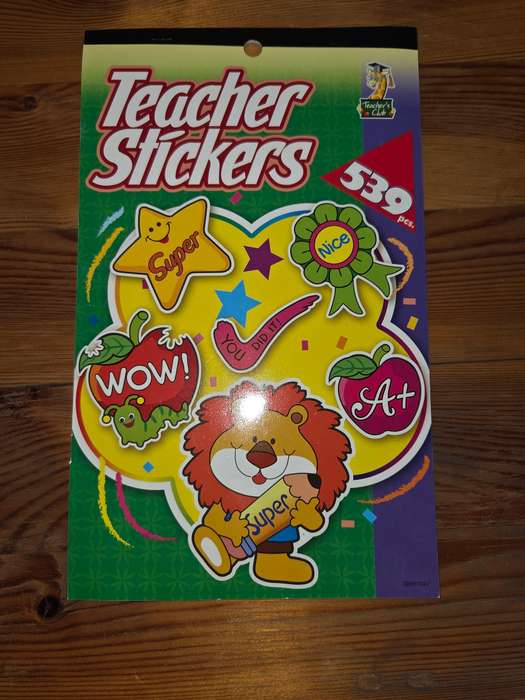 Teacher
Stickers
Teacher's
Club
539
pcs.
Super
Nice
YOU DID IT!
WOW!
A+
Super